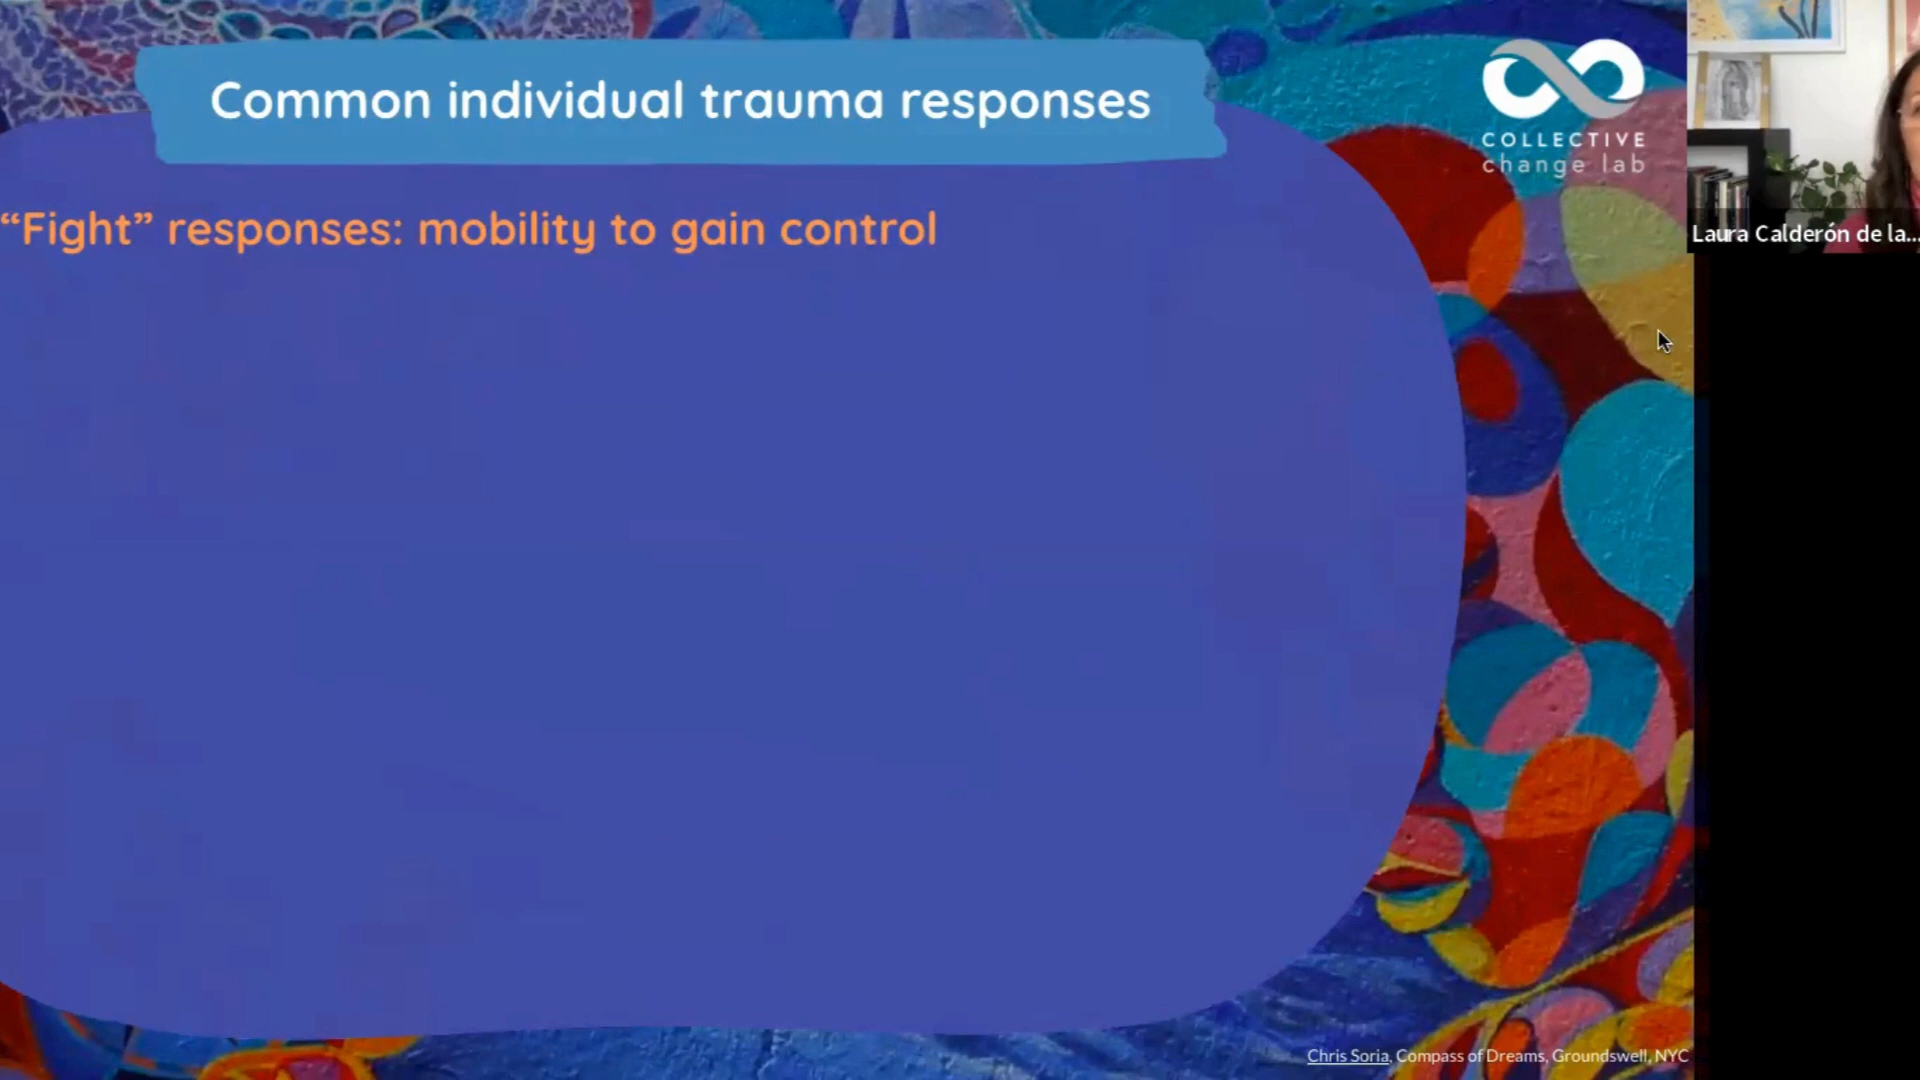 Common individual trauma responses
COLLECTIVE
change lab
“Fight” responses: mobility to gain control
Laura Calderón de la...
Chris Soria, Compass of Dreams, Groundswell, NYC